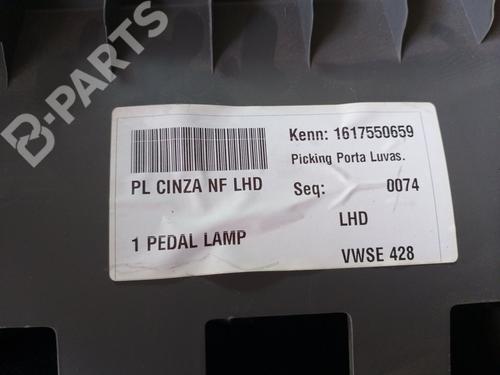 B-PARTS
Kenn: 1617550659
Picking Porta Luvas.
PL CINZA NF LHD
Seq: 0074
LHD
1 PEDAL LAMP
VWSE 428